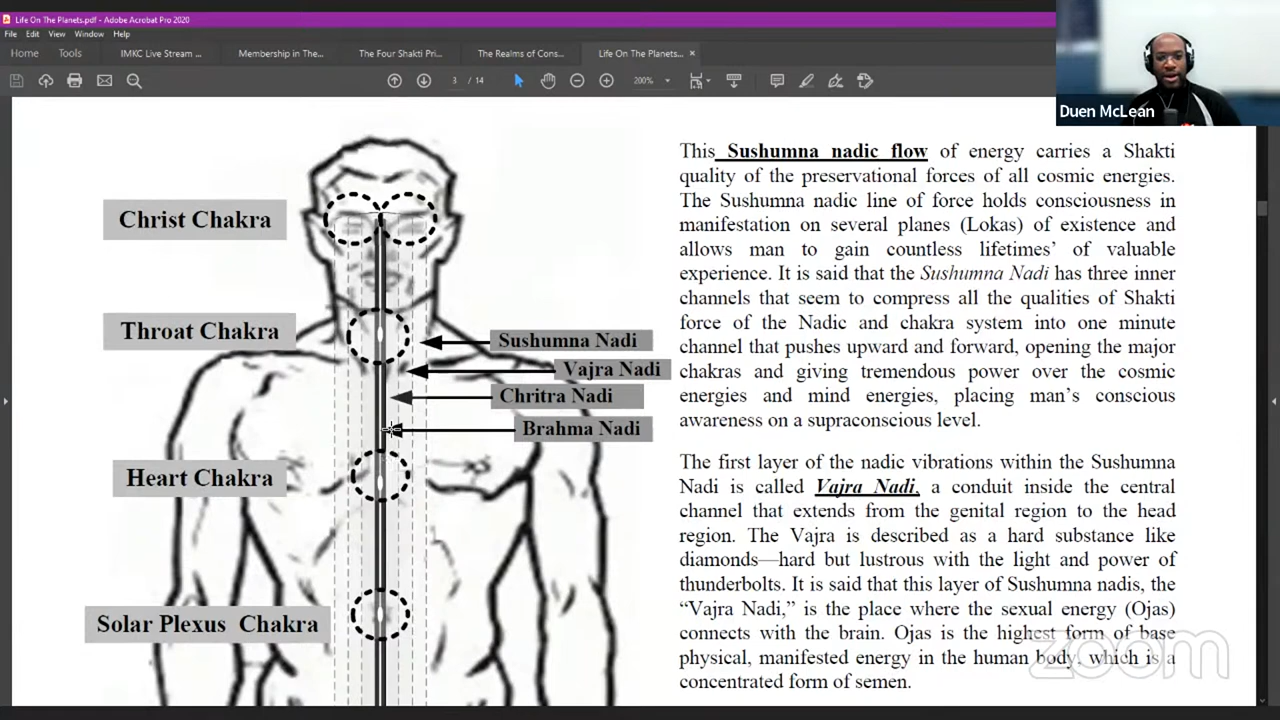 Life On The Planets.pdf - Adobe Acrobat Pro 2020
File Edit View Window Help
Home Tools IMKC Live Stream ... Membership in The... The Four Shakti Pri... The Realms of Cons... Life On The Planets... ×
3 / 14 200%
Duen McLean
Christ Chakra
Throat Chakra
Sushumna Nadi
Vajra Nadi
Chritra Nadi
Brahma Nadi
Heart Chakra
Solar Plexus Chakra
This Sushumna nadic flow of energy carries a Shakti
quality of the preservational forces of all cosmic energies.
The Sushumna nadic line of force holds consciousness in
manifestation on several planes (Lokas) of existence and
allows man to gain countless lifetimes’ of valuable
experience. It is said that the Sushumna Nadi has three inner
channels that seem to compress all the qualities of Shakti
force of the Nadic and chakra system into one minute
channel that pushes upward and forward, opening the major
chakras and giving tremendous power over the cosmic
energies and mind energies, placing man’s conscious
awareness on a supraconscious level.
The first layer of the nadic vibrations within the Sushumna
Nadi is called Vajra Nadi, a conduit inside the central
channel that extends from the genital region to the head
region. The Vajra is described as a hard substance like
diamonds—hard but lustrous with the light and power of
thunderbolts. It is said that this layer of Sushumna nadis, the
“Vajra Nadi,” is the place where the sexual energy (Ojas)
connects with the brain. Ojas is the highest form of base
physical, manifested energy in the human body, which is a
concentrated form of semen.
zoom